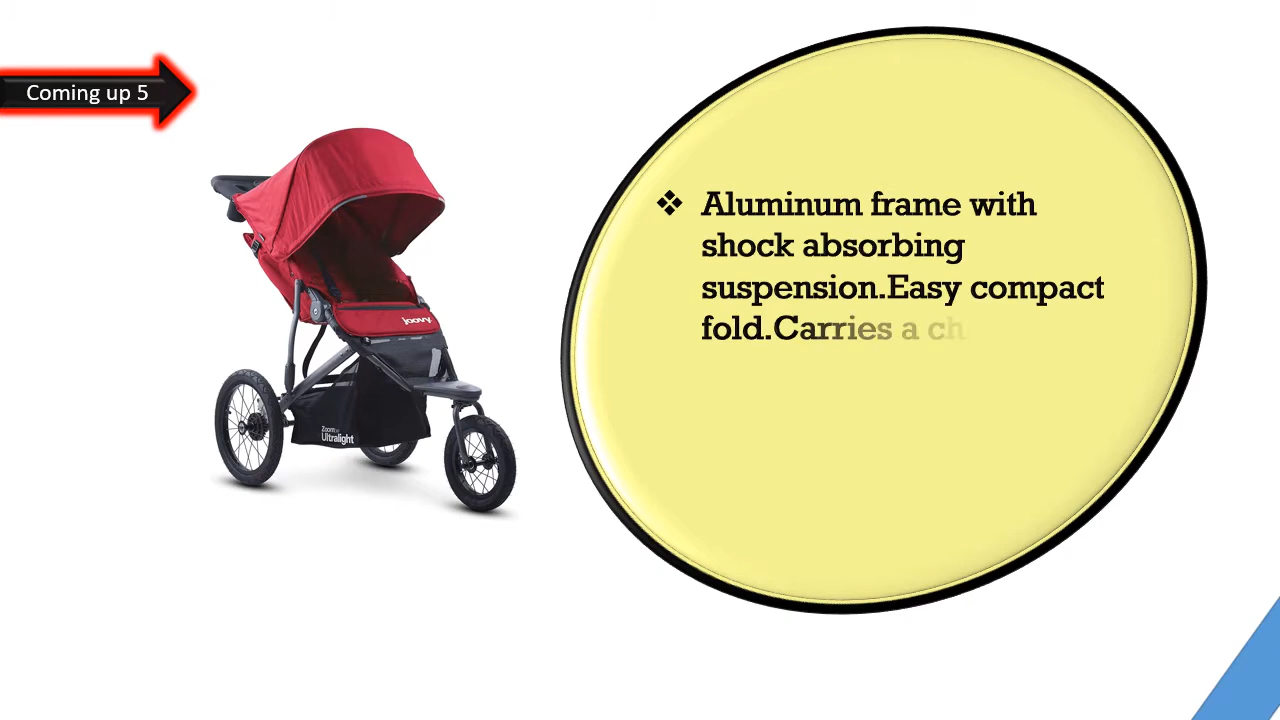 Coming up 5
Aluminum frame with
shock absorbing
suspension.Easy compact
fold.Carries a ch
joovy
Zoom
Ultralight